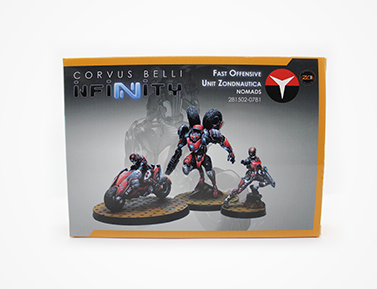 CORVUS BELLI
INFINITY
FAST OFFENSIVE
UNIT ZONDNAUTICA
NOMADS
281502-0781